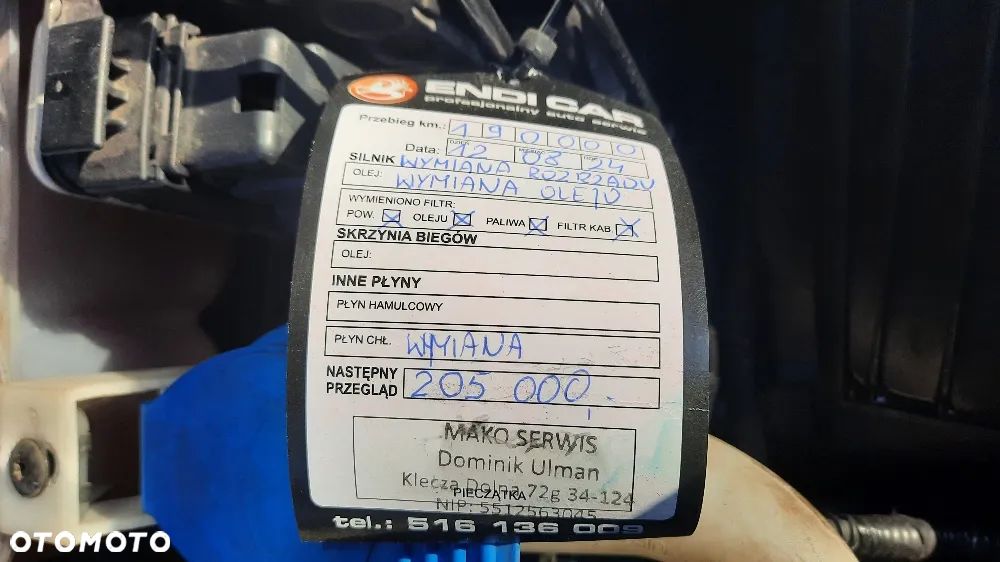 ENDI CAR
profesjonalny auto serwis
Przebieg km.: 190000
Data: 12 08 24
SILNIK WYMIANA ROZRZĄDU
OLEJ: WYMIANA OLEJU
WYMIENIONO FILTR:
POW. OLEJU PALIWA FILTR KAB.
SKRZYNIA BIEGÓW
OLEJ:
INNE PŁYNY
PŁYN HAMULCOWY
PŁYN CHŁ. WYMIANA
NASTĘPNY PRZEGLĄD 205 000
MAKO SERWIS
Dominik Ulman
Klecza Dolna 72g 34-124
PIECZĄTKA
NIP: 5512563045
tel.: 516 136 009
OTOMOTO